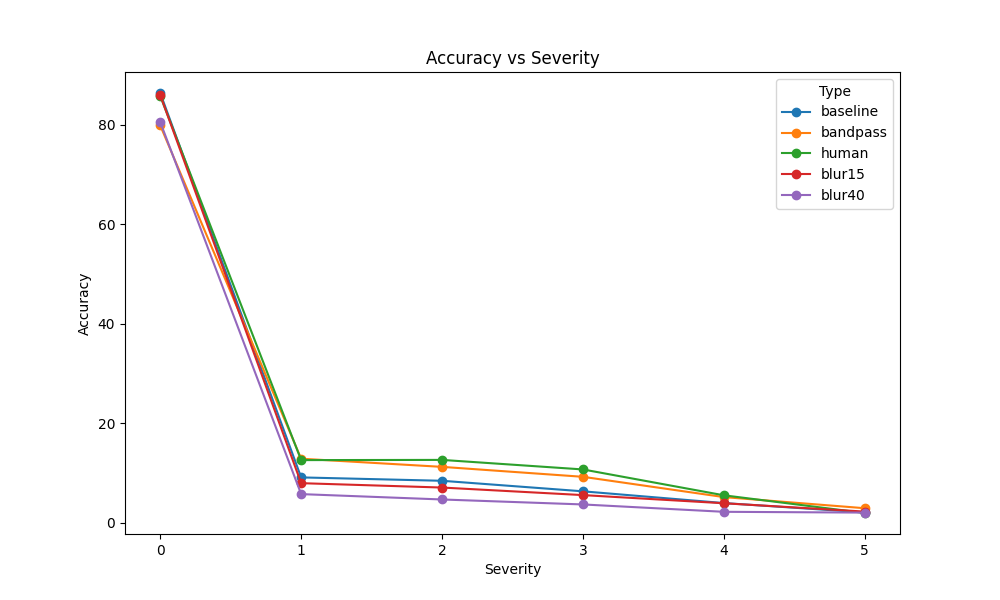 Accuracy vs Severity
Type
baseline
bandpass
human
blur15
blur40
80
60
40
20
0
Accuracy
0 1 2 3 4 5
Severity